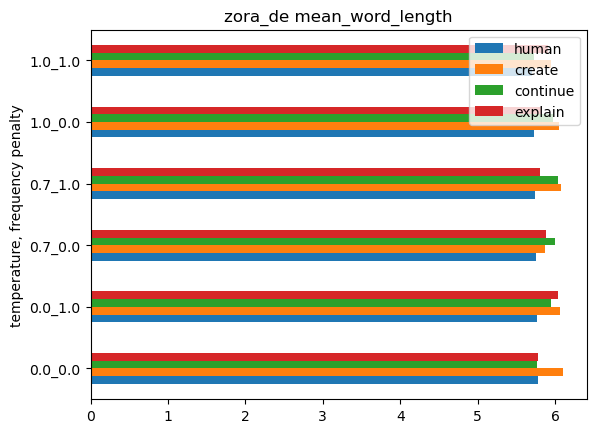 zora_de mean_word_length
temperature, frequency penalty
1.0_1.0
1.0_0.0
0.7_1.0
0.7_0.0
0.0_1.0
0.0_0.0
human
create
continue
explain
0 1 2 3 4 5 6